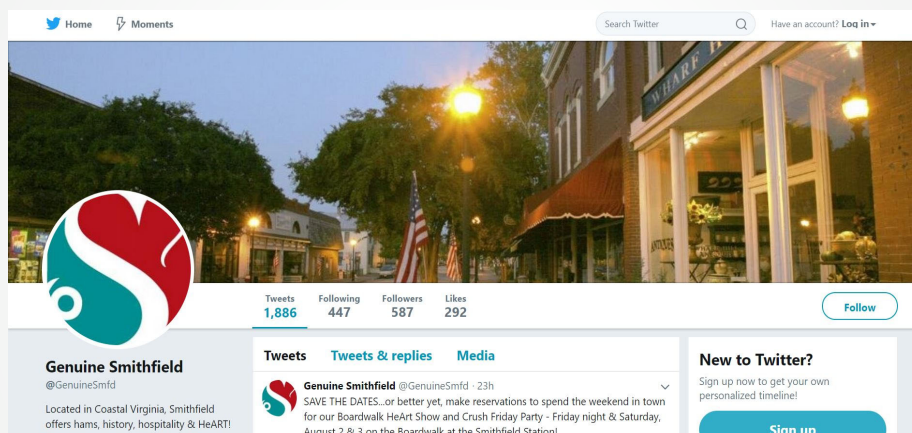 Home
Moments
Search Twitter
Have an account? Log in
WHARF H
ANTIQUES
Tweets
1,886
Following
447
Followers
587
Likes
292
Follow
Genuine Smithfield
@GenuineSmfd
Located in Coastal Virginia, Smithfield
offers hams, history, hospitality & HeART!
Tweets Tweets & replies Media
Genuine Smithfield @GenuineSmfd · 23h
SAVE THE DATES...or better yet, make reservations to spend the weekend in town
for our Boardwalk HeArt Show and Crush Friday Party - Friday night & Saturday,
August 2 & 3 on the Boardwalk at the Smithfield Station!
New to Twitter?
Sign up now to get your own
personalized timeline!
Sign up